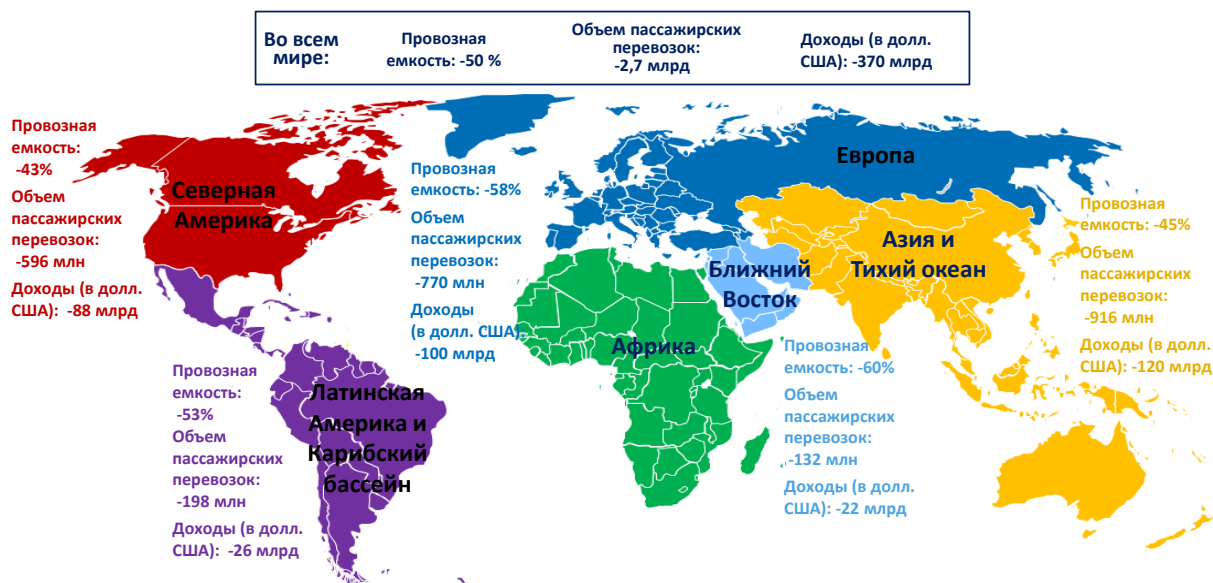 Во всем
мире:
Провозная
емкость: -50 %
Объем пассажирских
перевозок:
-2,7 млрд
Доходы (в долл.
США): -370 млрд
Провозная
емкость:
-43%
Объем
пассажирских
перевозок:
-596 млн
Доходы (в долл.
США): -88 млрд
Северная
Америка
Провозная
емкость: -58%
Объем
пассажирских
перевозок:
-770 млн
Доходы
(в долл. США):
-100 млрд
Европа
Азия и
Тихий океан
Провозная
емкость: -45%
Объем
пассажирских
перевозок:
-916 млн
Доходы (в долл.
США): -120 млрд
Ближний
Восток
Африка
Провозная
емкость: -60%
Объем
пассажирских
перевозок:
-132 млн
Доходы (в долл.
США): -22 млрд
Провозная
емкость:
-53%
Объем
пассажирских
перевозок:
-198 млн
Доходы (в долл.
США): -26 млрд
Латинская
Америка и
Карибский
бассейн